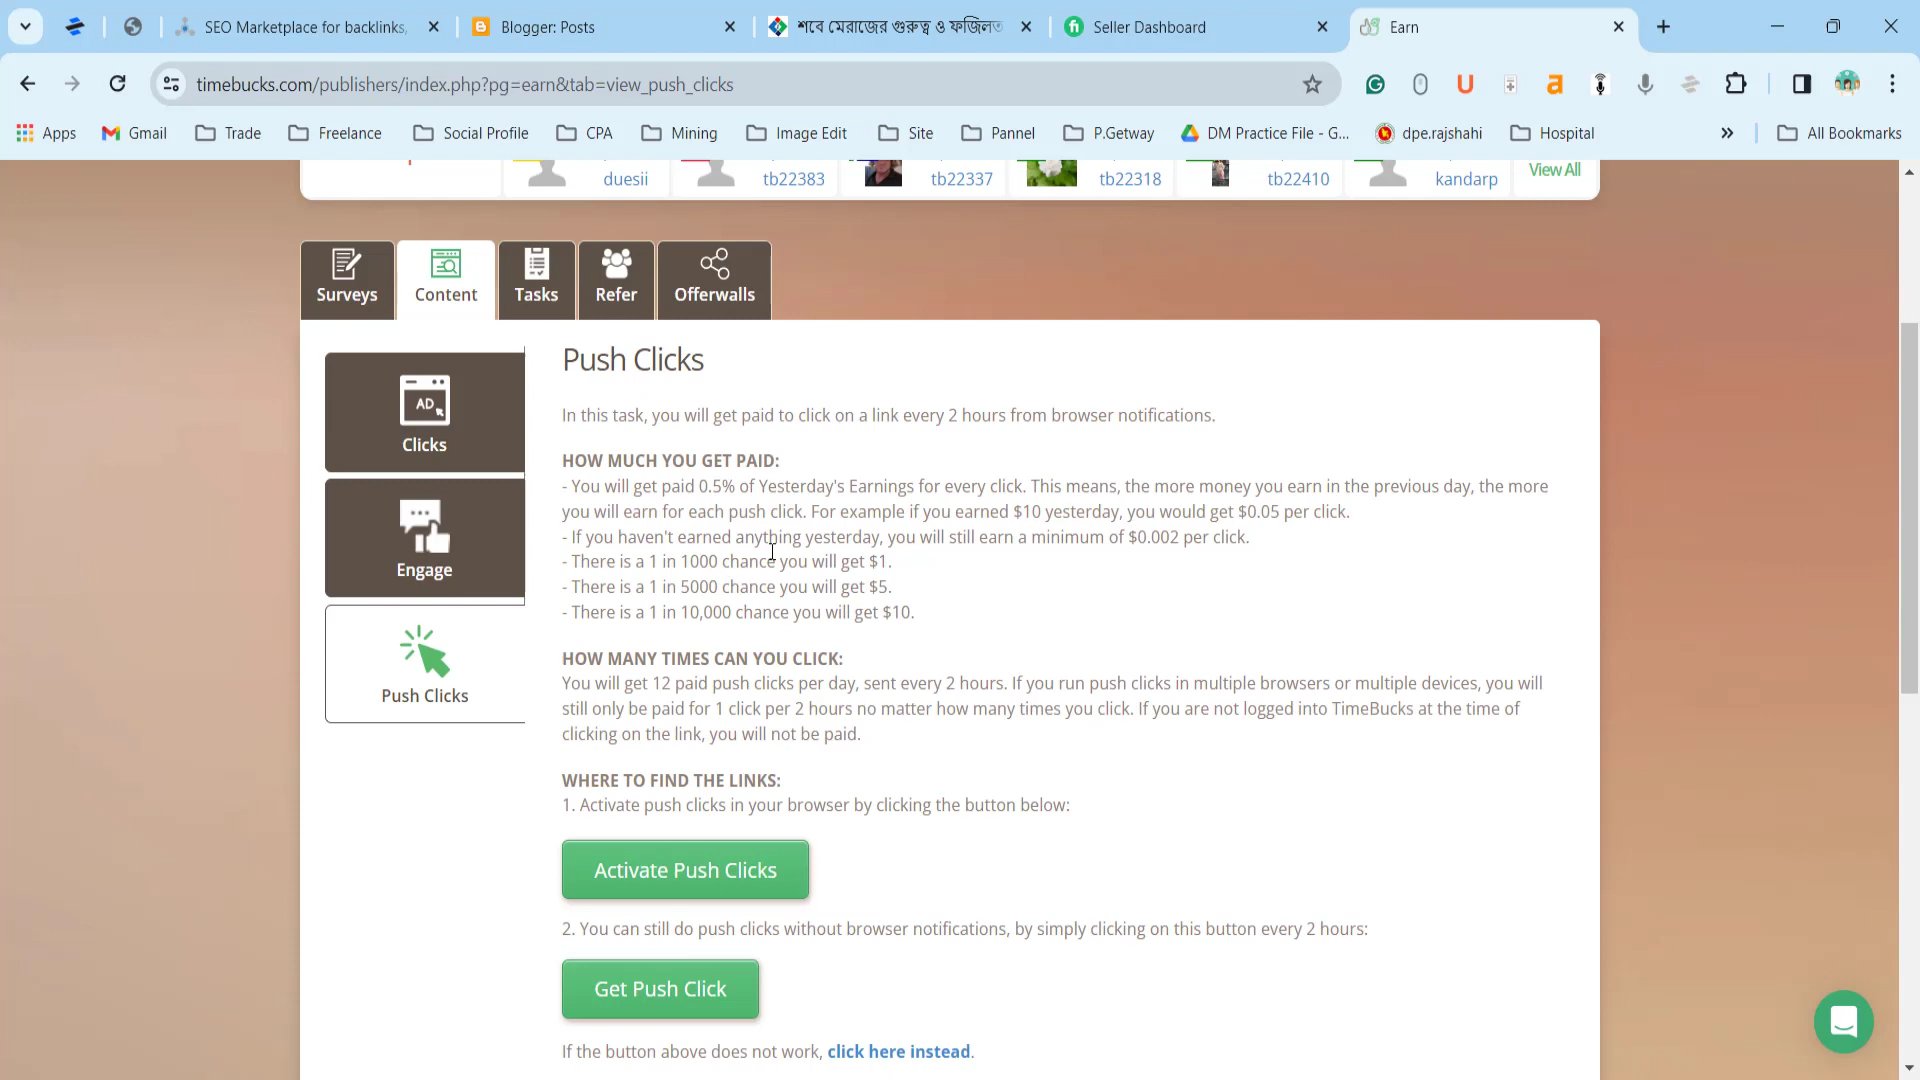 SEO Marketplace for backlinks,
Blogger: Posts
শবে মেরাজের গুরুত্ব ও ফজিলত
Seller Dashboard
Earn
timebucks.com/publishers/index.php?pg=earn&tab=view_push_clicks
Apps
Gmail
Trade
Freelance
Social Profile
CPA
Mining
Image Edit
Site
Pannel
P.Getway
DM Practice File - G...
dpe.rajshahi
Hospital
All Bookmarks
duesii
tb22383
tb22337
tb22318
tb22410
kandarp
View All
Surveys
Content
Tasks
Refer
Offerwalls
AD
Clicks
Engage
Push Clicks
Push Clicks
In this task, you will get paid to click on a link every 2 hours from browser notifications.
HOW MUCH YOU GET PAID:
- You will get paid 0.5% of Yesterday's Earnings for every click. This means, the more money you earn in the previous day, the more
you will earn for each push click. For example if you earned $10 yesterday, you would get $0.05 per click.
- If you haven't earned anything yesterday, you will still earn a minimum of $0.002 per click.
- There is a 1 in 1000 chance you will get $1.
- There is a 1 in 5000 chance you will get $5.
- There is a 1 in 10,000 chance you will get $10.
HOW MANY TIMES CAN YOU CLICK:
You will get 12 paid push clicks per day, sent every 2 hours. If you run push clicks in multiple browsers or multiple devices, you will
still only be paid for 1 click per 2 hours no matter how many times you click. If you are not logged into TimeBucks at the time of
clicking on the link, you will not be paid.
WHERE TO FIND THE LINKS:
1. Activate push clicks in your browser by clicking the button below:
Activate Push Clicks
2. You can still do push clicks without browser notifications, by simply clicking on this button every 2 hours:
Get Push Click
If the button above does not work, click here instead.